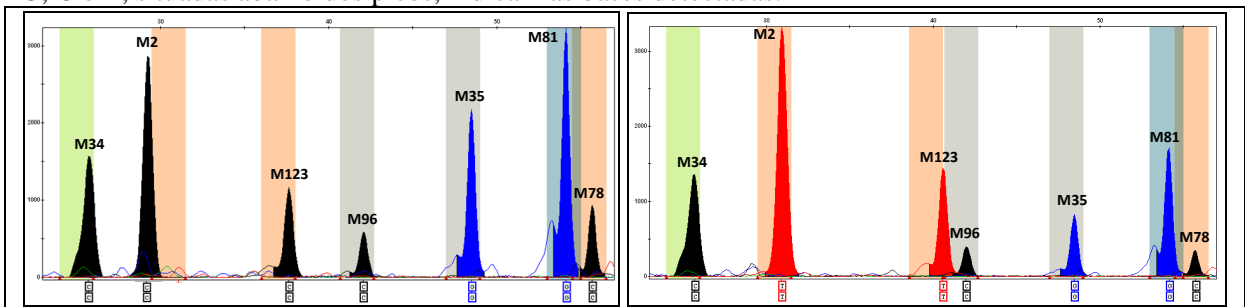 30 40 50
3000
2000
1000
0
M34
M2
M123
M96
M35
M81
M78
C C C C G G C
C C C C G G C
30 40 50
3000
2000
1000
0
M34
M2
M123
M96
M35
M81
M78
C T T C G G C
C T T C G G C